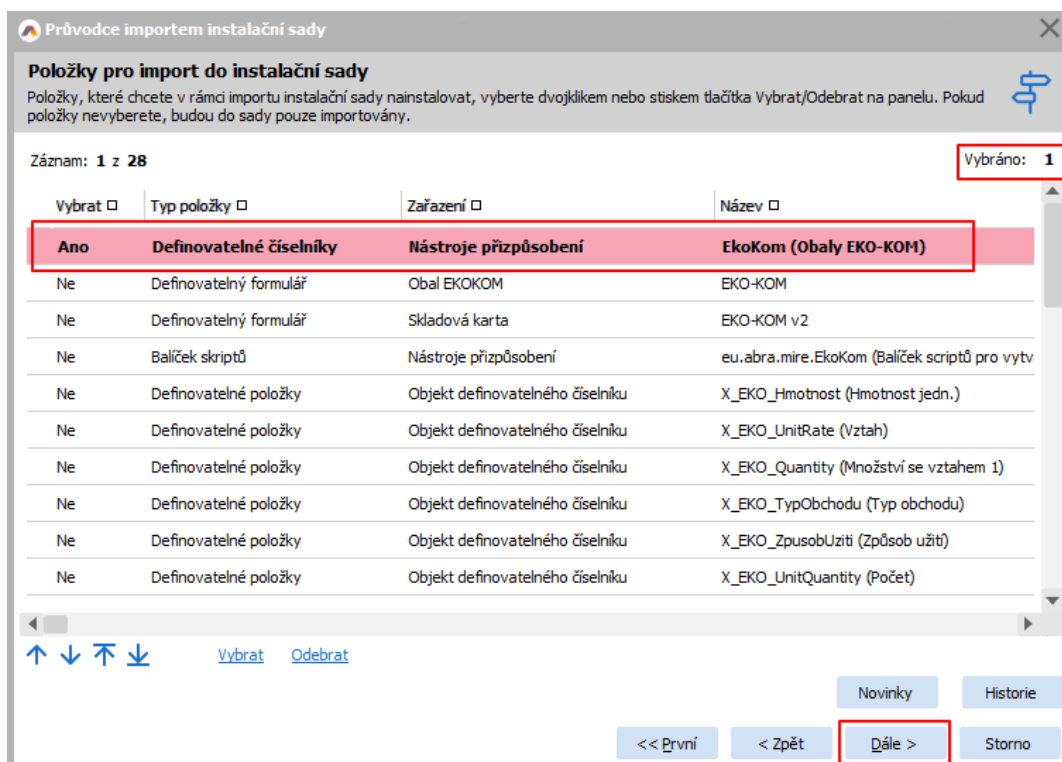 Průvodce importem instalační sady
Položky pro import do instalační sady
Položky, které chcete v rámci importu instalační sady nainstalovat, vyberte dvojklikem nebo stiskem tlačítka Vybrat/Odebrat na panelu. Pokud
položky nevyberete, budou do sady pouze importovány.
Záznam: 1 z 28 Vybráno: 1
Vybrat Typ položky Zařazení Název
Ano Definovatelné číselníky Nástroje přizpůsobení EkoKom (Obaly EKO-KOM)
Ne Definovatelný formulář Obal EKOKOM EKO-KOM
Ne Definovatelný formulář Skladová karta EKO-KOM v2
Ne Balíček skriptů Nástroje přizpůsobení eu.abra.mire.EkoKom (Balíček scriptů pro vytv
Ne Definovatelné položky Objekt definovatelného číselníku X_EKO_Hmotnost (Hmotnost jedn.)
Ne Definovatelné položky Objekt definovatelného číselníku X_EKO_UnitRate (Vztah)
Ne Definovatelné položky Objekt definovatelného číselníku X_EKO_Quantity (Množství se vztahem 1)
Ne Definovatelné položky Objekt definovatelného číselníku X_EKO_TypObchodu (Typ obchodu)
Ne Definovatelné položky Objekt definovatelného číselníku X_EKO_ZpusobUziti (Způsob užití)
Ne Definovatelné položky Objekt definovatelného číselníku X_EKO_UnitQuantity (Počet)
Vybrat Odebrat
Novinky Historie
<< První < Zpět Dále > Storno